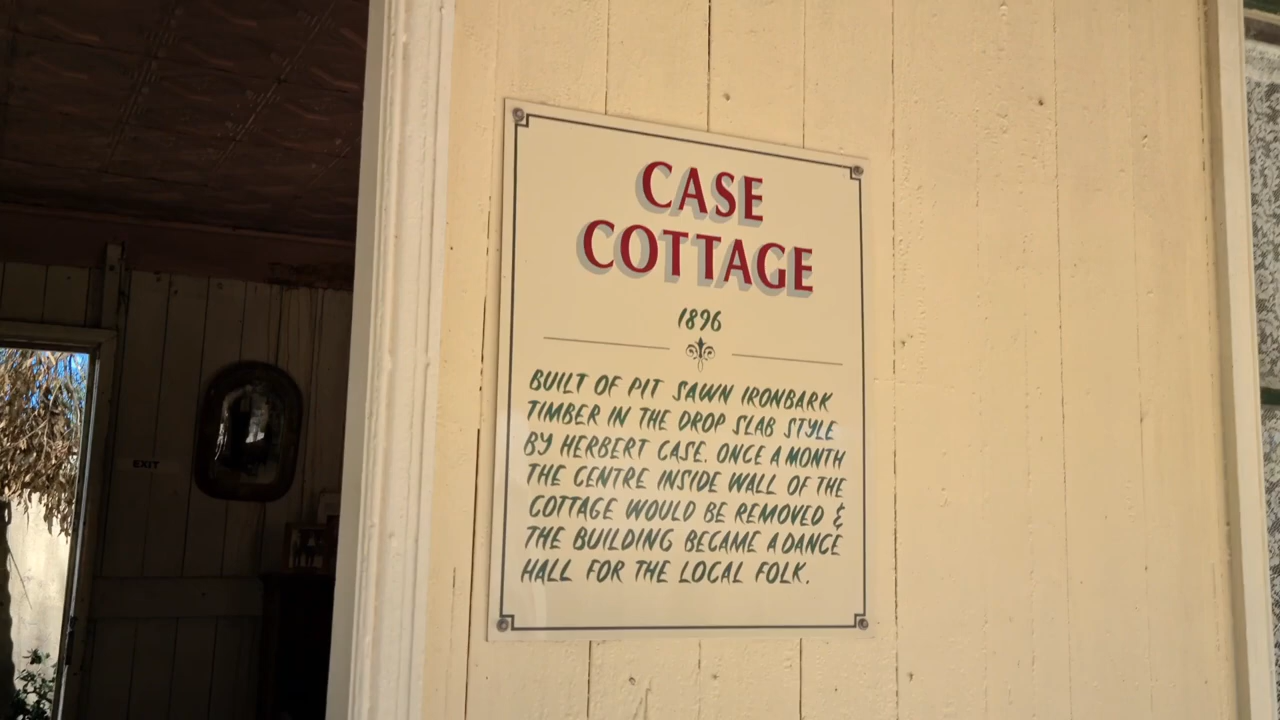 CASE
COTTAGE
1896
BUILT OF PIT SAWN IRONBARK
TIMBER IN THE DROP SLAB STYLE
BY HERBERT CASE. ONCE A MONTH
THE CENTRE INSIDE WALL OF THE
COTTAGE WOULD BE REMOVED &
THE BUILDING BECAME A DANCE
HALL FOR THE LOCAL FOLK.
EXIT